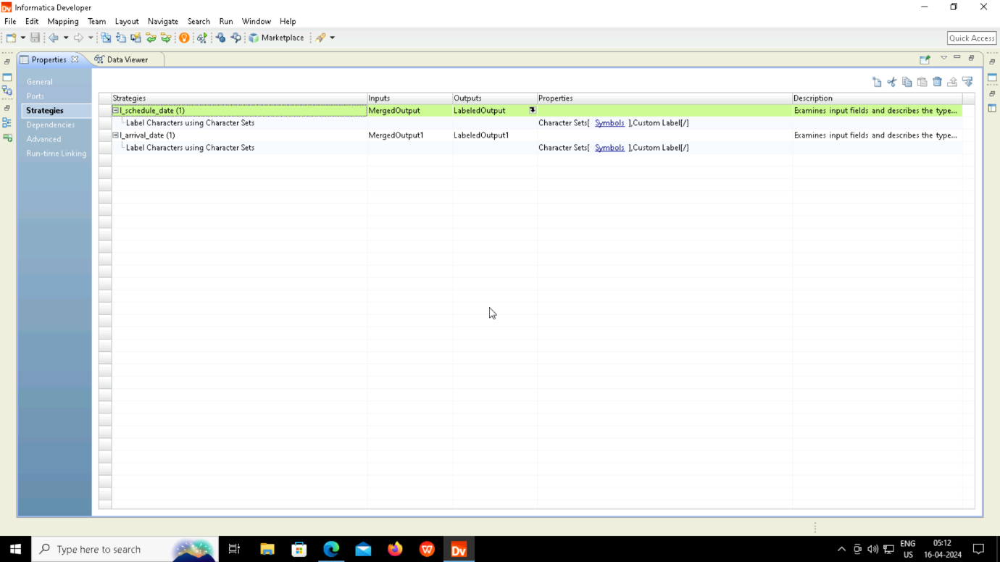 Informatica Developer
File Edit Mapping Team Layout Navigate Search Run Window Help
Marketplace
Quick Access
Properties Data Viewer
General
Ports
Strategies
Dependencies
Advanced
Run-time Linking
Strategies Inputs Outputs Properties Description
l_schedule_date (1) MergedOutput LabeledOutput Examines input fields and describes the type...
Label Characters using Character Sets Character Sets[ Symbols ],Custom Label[/]
l_arrival_date (1) MergedOutput1 LabeledOutput1 Examines input fields and describes the type...
Label Characters using Character Sets Character Sets[ Symbols ],Custom Label[/]
Type here to search
Dv
ENG
US
05:12
16-04-2024